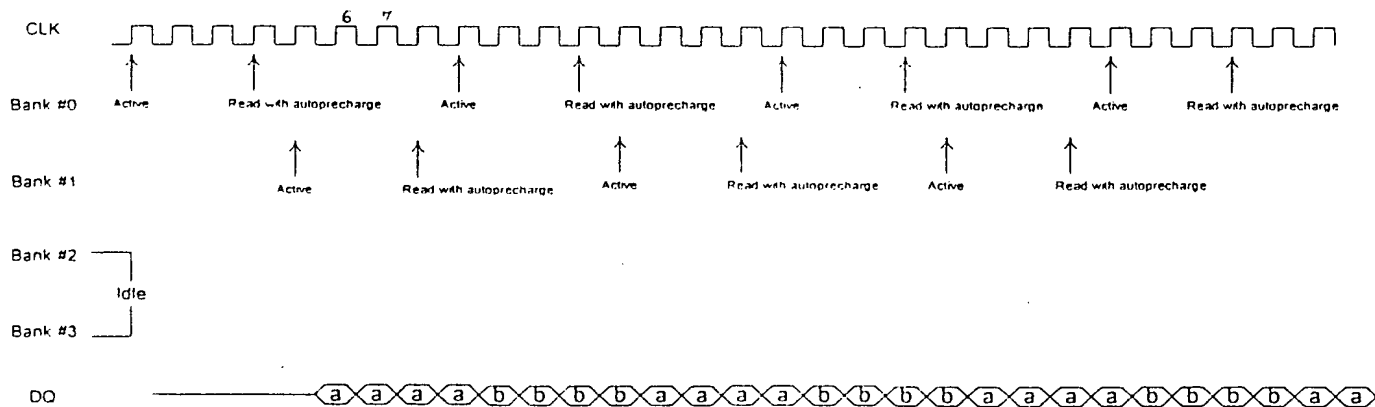 6 7
CLK
Bank #0 Active Read with autoprecharge Active Read with autoprecharge Active Read with autoprecharge Active Read with autoprecharge
Bank #1 Active Read with autoprecharge Active Read with autoprecharge Active Read with autoprecharge
Bank #2
Idle
Bank #3
DQ a a a a b b b b a a a a b b b b a a a a b b b b a a